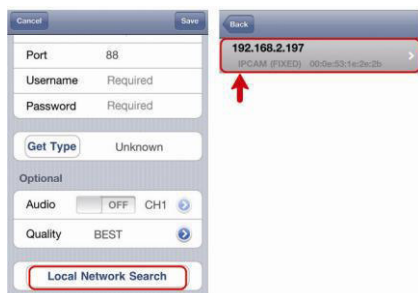 Cancel
Save
Port 88
Username Required
Password Required
Get Type Unknown
Optional
Audio OFF CH1
Quality BEST
Local Network Search
Back
192.168.2.197
IPCAM (FIXED) 00:0e:53:1e:2e:2b